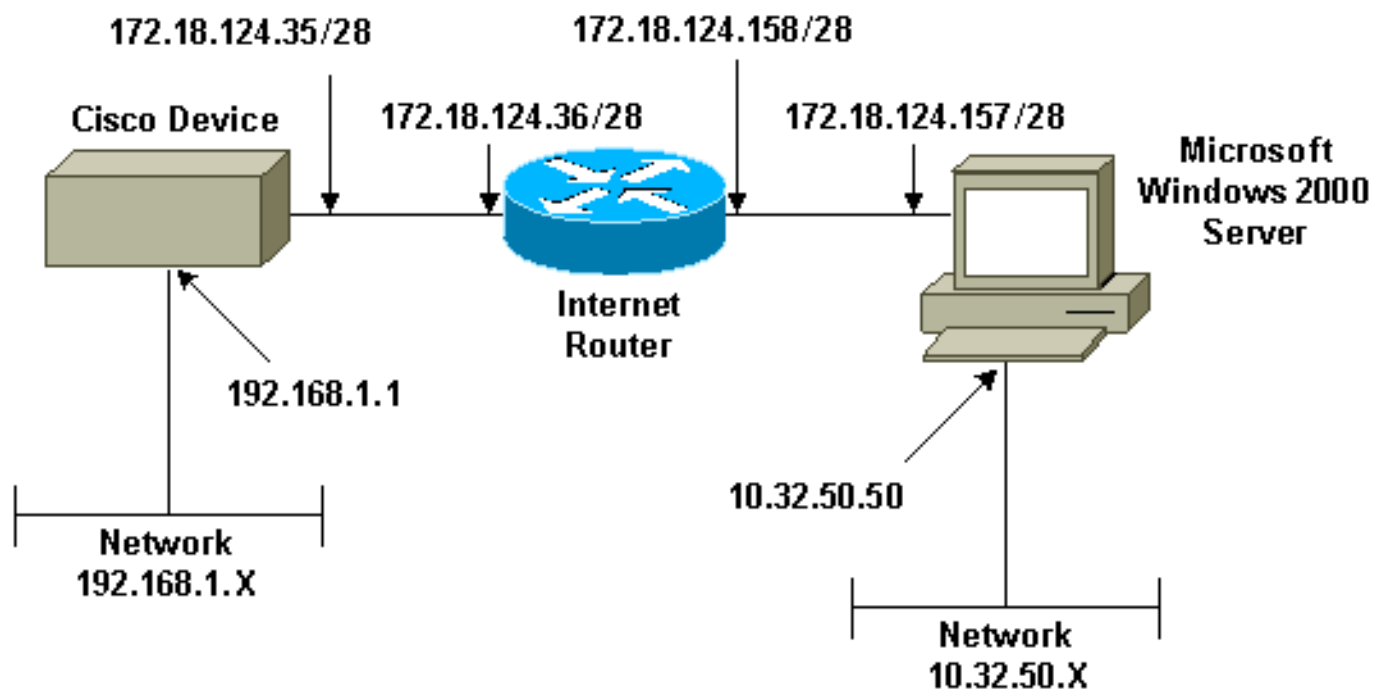 172.18.124.35/28
172.18.124.158/28
Cisco Device
172.18.124.36/28
172.18.124.157/28
Microsoft
Windows 2000
Server
Internet
Router
192.168.1.1
10.32.50.50
Network
192.168.1.X
Network
10.32.50.X